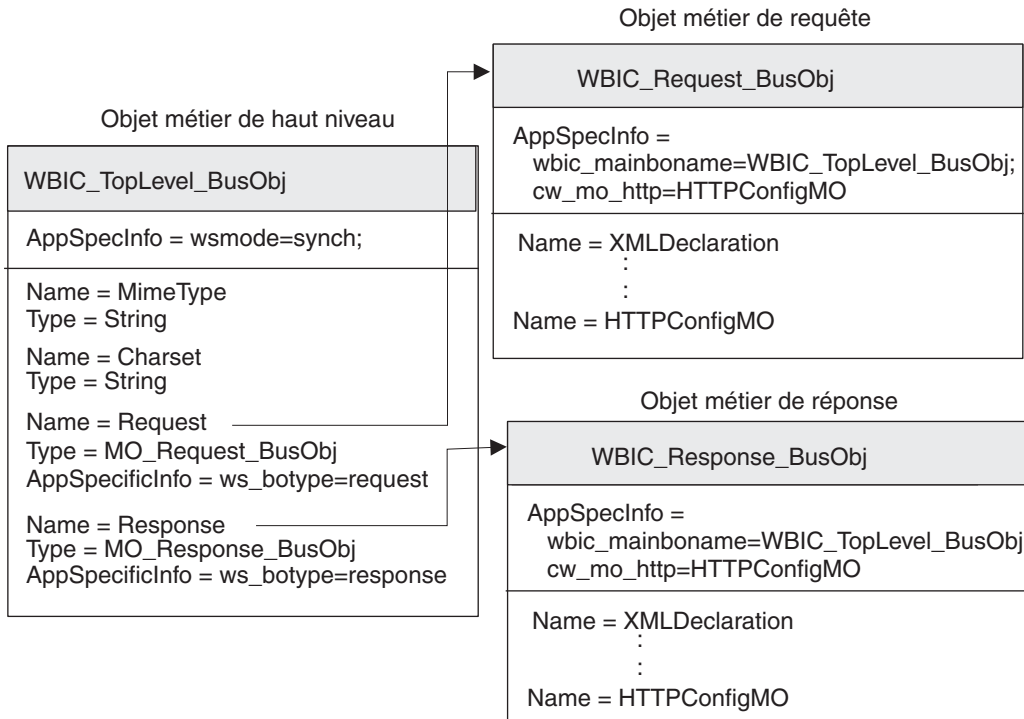 Objet métier de haut niveau
WBIC_TopLevel_BusObj
AppSpecInfo = wsmode=synch;
Name = MimeType
Type = String
Name = Charset
Type = String
Name = Request
Type = MO_Request_BusObj
AppSpecificInfo = ws_botype=request
Name = Response
Type = MO_Response_BusObj
AppSpecificInfo = ws_botype=response
Objet métier de requête
WBIC_Request_BusObj
AppSpecInfo =
wbic_mainboname=WBIC_TopLevel_BusObj;
cw_mo_http=HTTPConfigMO
Name = XMLDeclaration
:
:
Name = HTTPConfigMO
Objet métier de réponse
WBIC_Response_BusObj
AppSpecInfo =
wbic_mainboname=WBIC_TopLevel_BusObj
cw_mo_http=HTTPConfigMO
Name = XMLDeclaration
:
:
Name = HTTPConfigMO